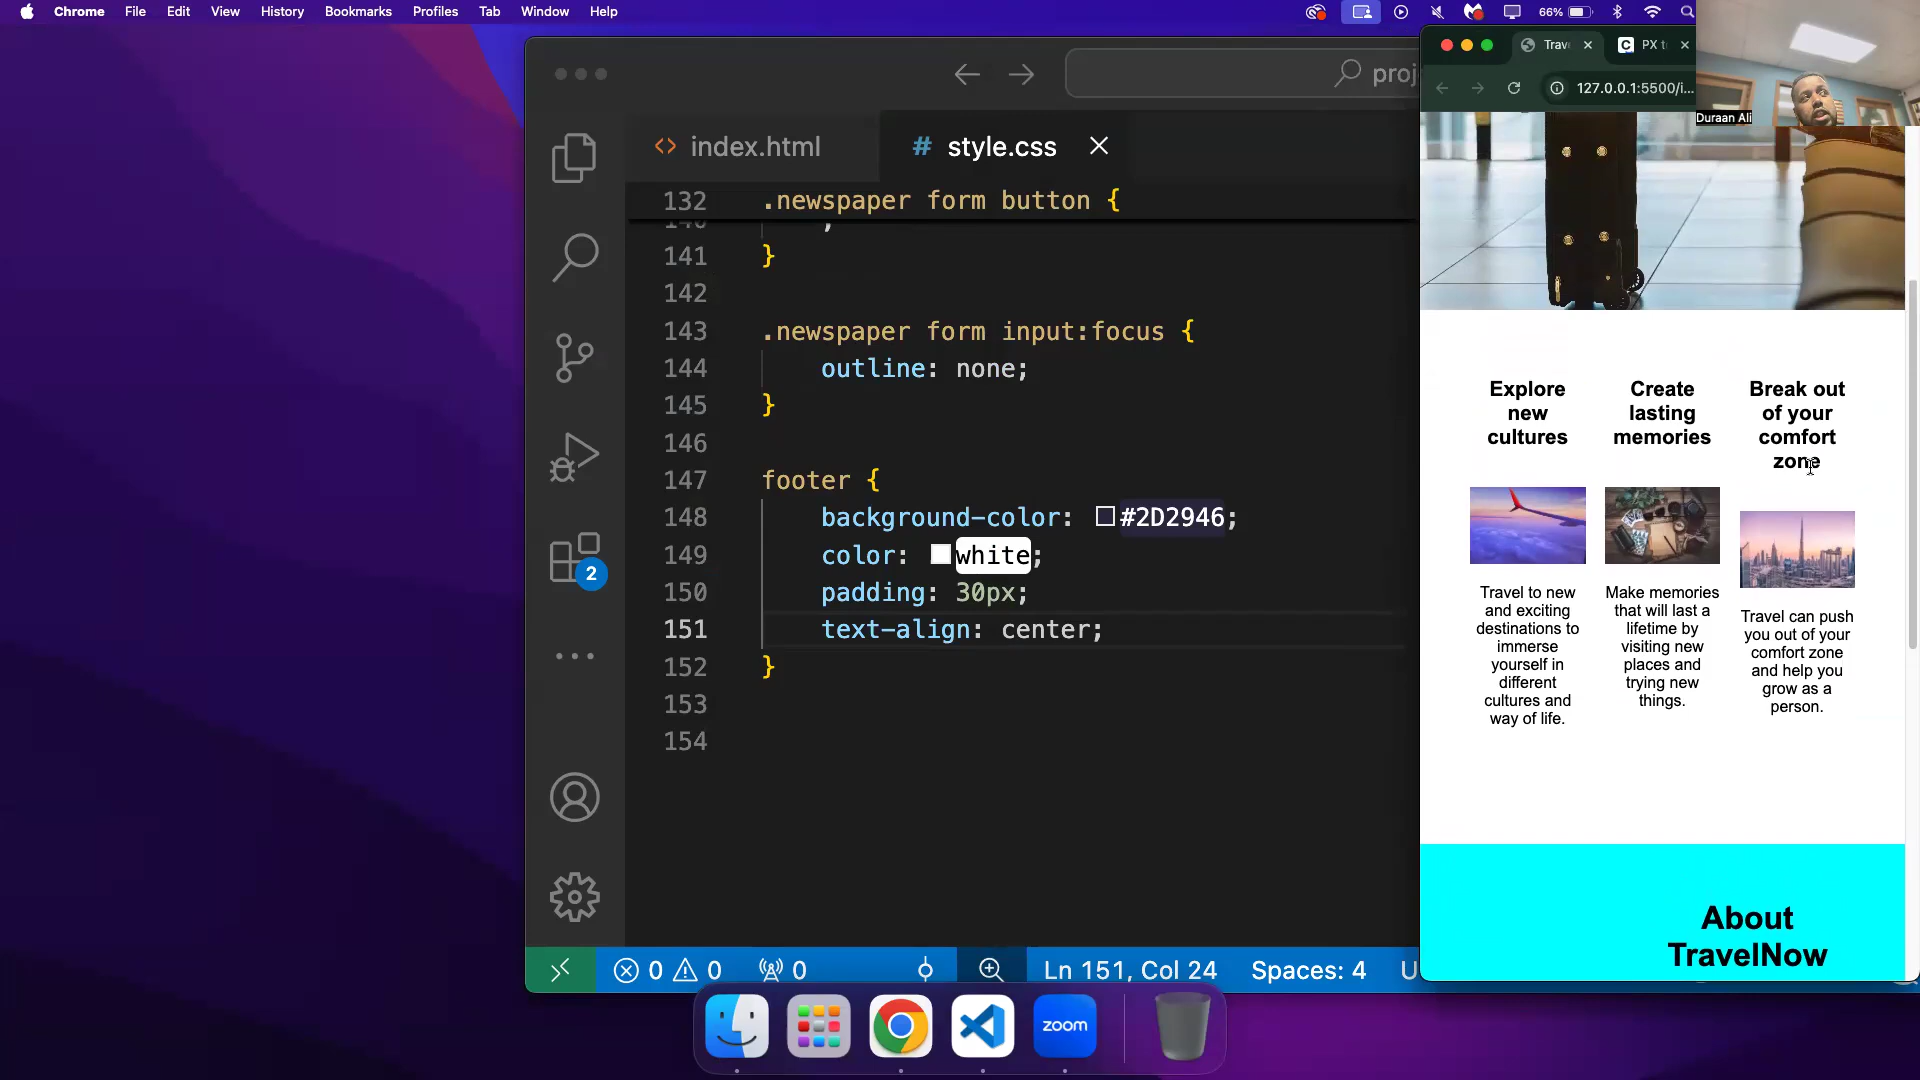 Chrome File Edit View History Bookmarks Profiles Tab Window Help 66%
proj
Trav PX t
127.0.0.1:5500/i...
Duraan Ali
index.html # style.css
132 .newspaper form button {
140 ;
141 }
142
143 .newspaper form input:focus {
144 outline: none;
145 }
146
147 footer {
148 background-color: #2D2946;
149 color: white;
150 padding: 30px;
151 text-align: center;
152 }
153
154
2
0 0 0 Ln 151, Col 24 Spaces: 4 U
zoom
Explore
new
cultures
Travel to new
and exciting
destinations to
immerse
yourself in
different
cultures and
way of life.
Create
lasting
memories
Make memories
that will last a
lifetime by
visiting new
places and
trying new
things.
Break out
of your
comfort
zone
Travel can push
you out of your
comfort zone
and help you
grow as a
person.
About
TravelNow